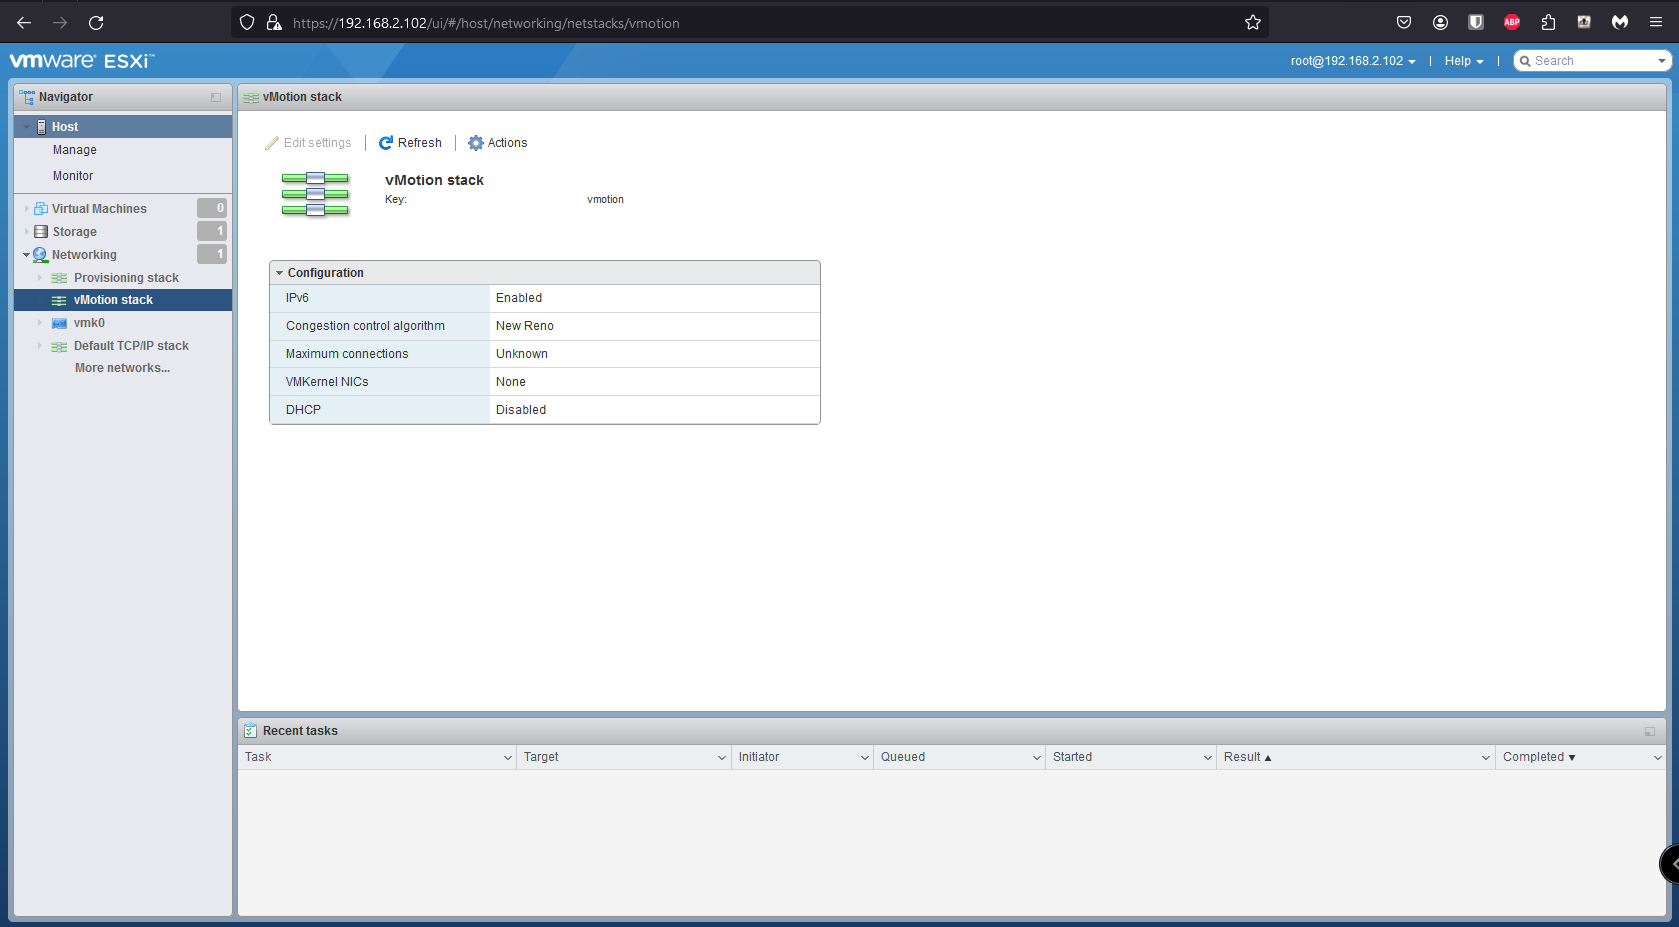 https://192.168.2.102/ui/#/host/networking/netstacks/vmotion
ABP
vmware ESXi™
root@192.168.2.102
Help
Search
Navigator
Host
Manage
Monitor
Virtual Machines 0
Storage 1
Networking 1
Provisioning stack
vMotion stack
vmk0
Default TCP/IP stack
More networks...
vMotion stack
Edit settings
Refresh
Actions
vMotion stack
Key: vmotion
Configuration
IPv6 Enabled
Congestion control algorithm New Reno
Maximum connections Unknown
VMKernel NICs None
DHCP Disabled
Recent tasks
Task Target Initiator Queued Started Result ▲ Completed ▼